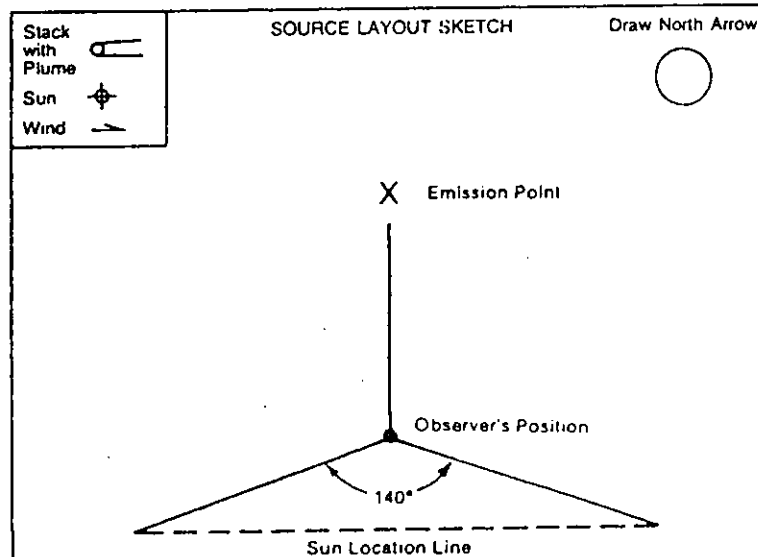 SOURCE LAYOUT SKETCH
Draw North Arrow
Stack
with
Plume
Sun
Wind
X Emission Point
Observer's Position
140°
Sun Location Line